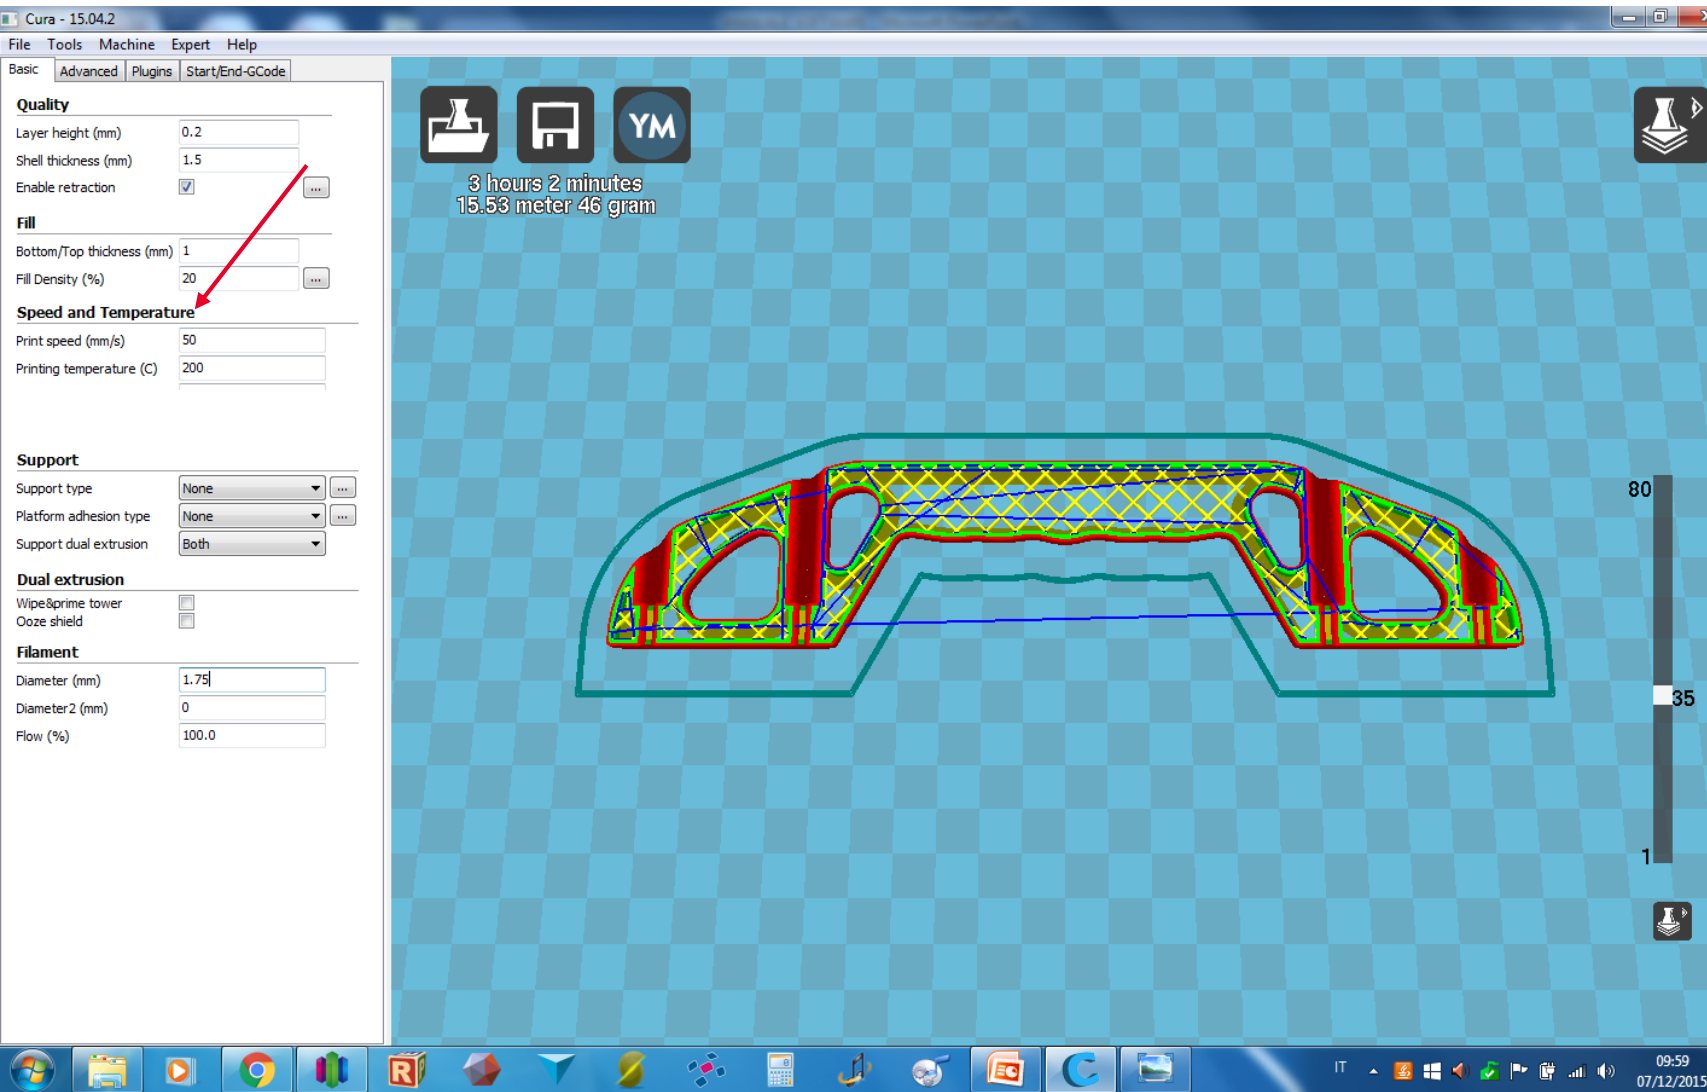 Cura - 15.04.2
File Tools Machine Expert Help
Basic Advanced Plugins Start/End-GCode
Quality
Layer height (mm) 0.2
Shell thickness (mm) 1.5
Enable retraction ...
Fill
Bottom/Top thickness (mm) 1
Fill Density (%) 20 ...
Speed and Temperature
Print speed (mm/s) 50
Printing temperature (C) 200
Support
Support type None ...
Platform adhesion type None ...
Support dual extrusion Both
Dual extrusion
Wipe&prime tower
Ooze shield
Filament
Diameter (mm) 1.75
Diameter2 (mm) 0
Flow (%) 100.0
YM
3 hours 2 minutes
15.53 meter 46 gram
80
35
1
IT
09:59
07/12/2015